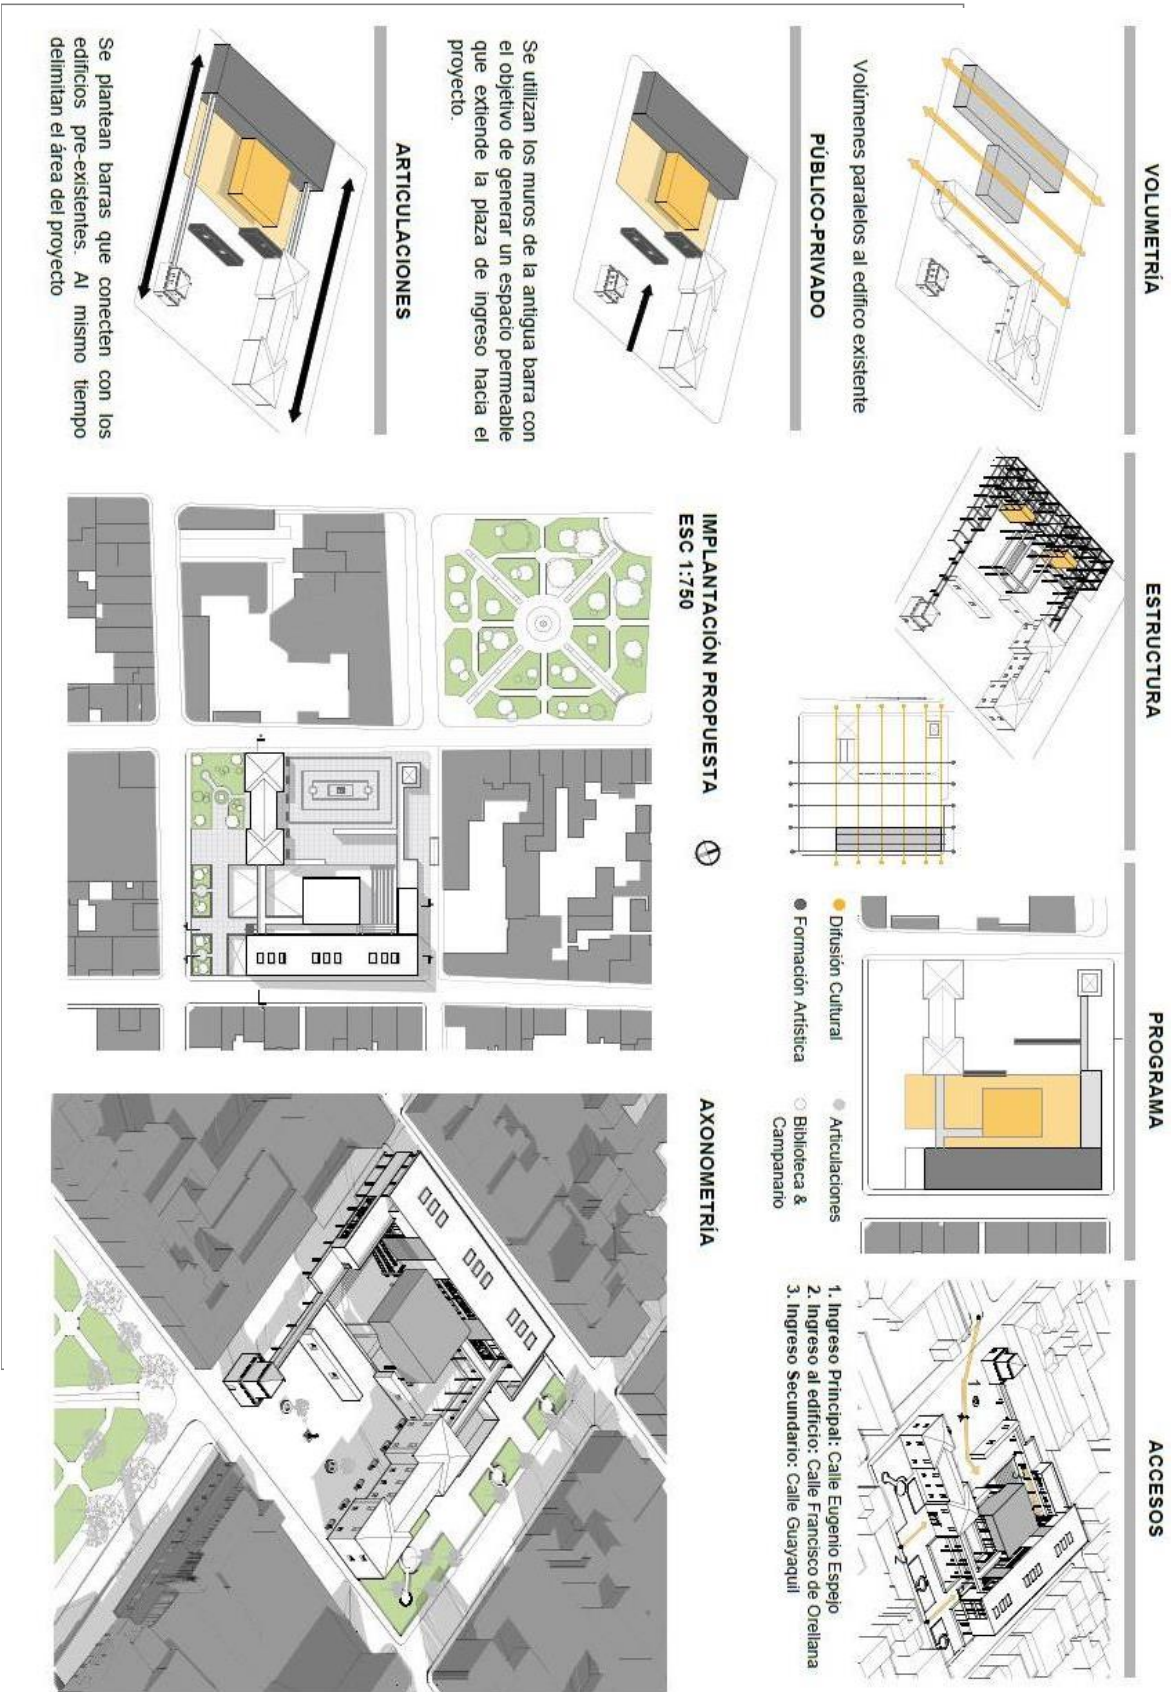 VOLUMETRÍA
Volúmenes paralelos al edifico existente
PÚBLICO-PRIVADO
Se utilizan los muros de la antigua barra con
el objetivo de generar un espacio permeable
que extiende la plaza de ingreso hacia el
proyecto.
ARTICULACIONES
Se plantean barras que conecten con los
edificios pre-existentes. Al mismo tiempo
delimitan el área del proyecto
ESTRUCTURA
PROGRAMA
Difusión Cultural
Formación Artística
Articulaciones
Biblioteca &
Campanario
ACCESOS
1
2
3
1. Ingreso Principal: Calle Eugenio Espejo
2. Ingreso al edificio: Calle Francisco de Orellana
3. Ingreso Secundario: Calle Guayaquil
IMPLANTACIÓN PROPUESTA
ESC 1:750
AXONOMETRÍA